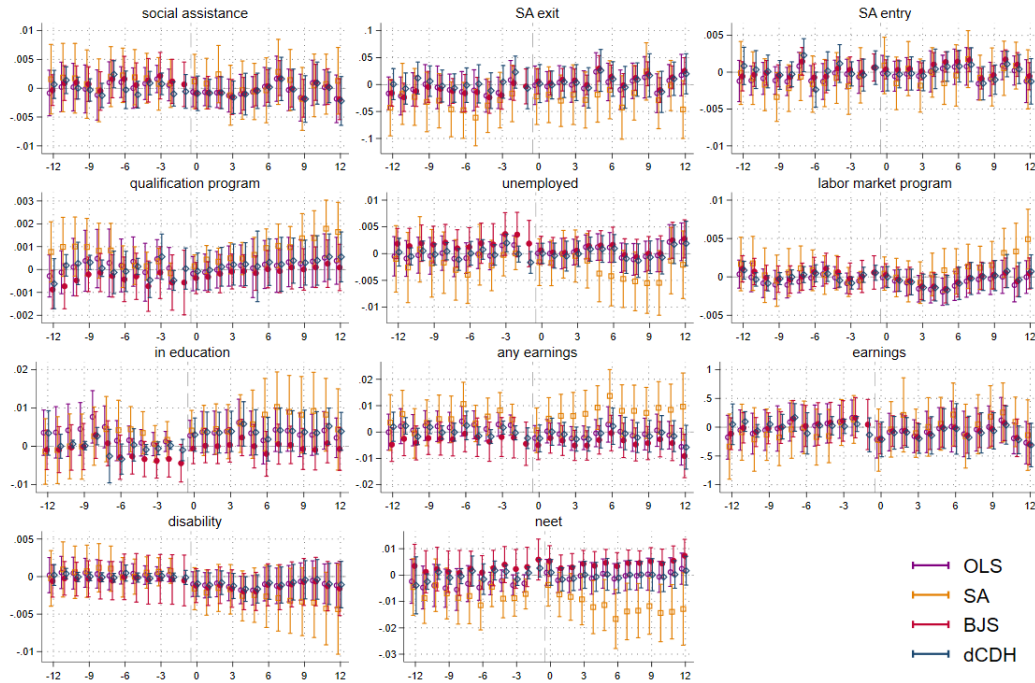 social assistance
.01
.005
0
-.005
-.01
-12 -9 -6 -3 0 3 6 9 12
SA exit
.1
.05
0
-.05
-.1
-12 -9 -6 -3 0 3 6 9 12
SA entry
.01
.005
0
-.005
-.01
-12 -9 -6 -3 0 3 6 9 12
qualification program
.003
.002
.001
0
-.001
-.002
-12 -9 -6 -3 0 3 6 9 12
unemployed
.01
.005
0
-.005
-.01
-12 -9 -6 -3 0 3 6 9 12
labor market program
.01
.005
0
-.005
-12 -9 -6 -3 0 3 6 9 12
in education
.02
.01
0
-.01
-12 -9 -6 -3 0 3 6 9 12
any earnings
.02
.01
0
-.01
-.02
-12 -9 -6 -3 0 3 6 9 12
earnings
1
.5
0
-.5
-1
-12 -9 -6 -3 0 3 6 9 12
disability
.005
0
-.005
-.01
-12 -9 -6 -3 0 3 6 9 12
neet
.01
0
-.01
-.02
-.03
-12 -9 -6 -3 0 3 6 9 12
OLS
SA
BJS
dCDH